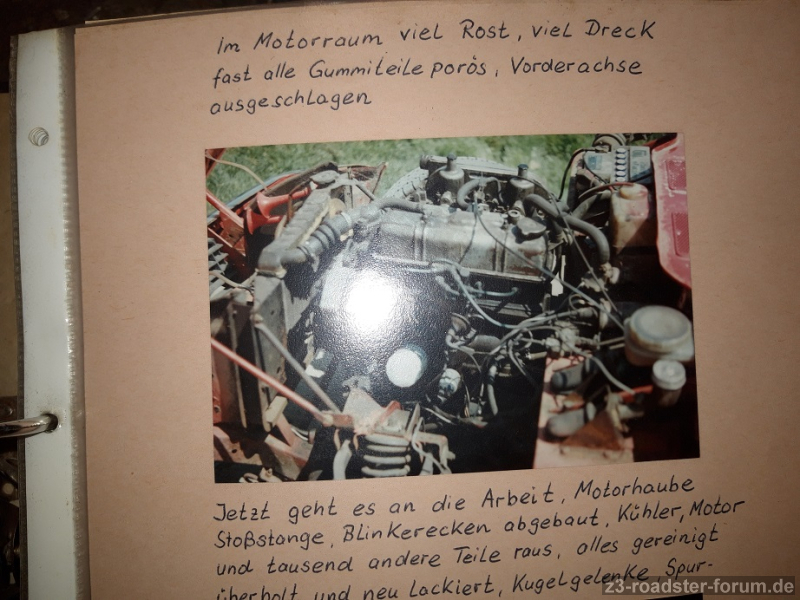 im Motorraum viel Rost, viel Dreck
fast alle Gummiteile porös, Vorderachse
ausgeschlagen
Jetzt geht es an die Arbeit, Motorhaube
Stoßstange, Blinkerecken abgebaut, Kühler, Motor
und tausend andere Teile raus, alles gereinigt
überholt und neu Lackiert, Kugelgelenke, Spur-
z3-roadster-forum.de